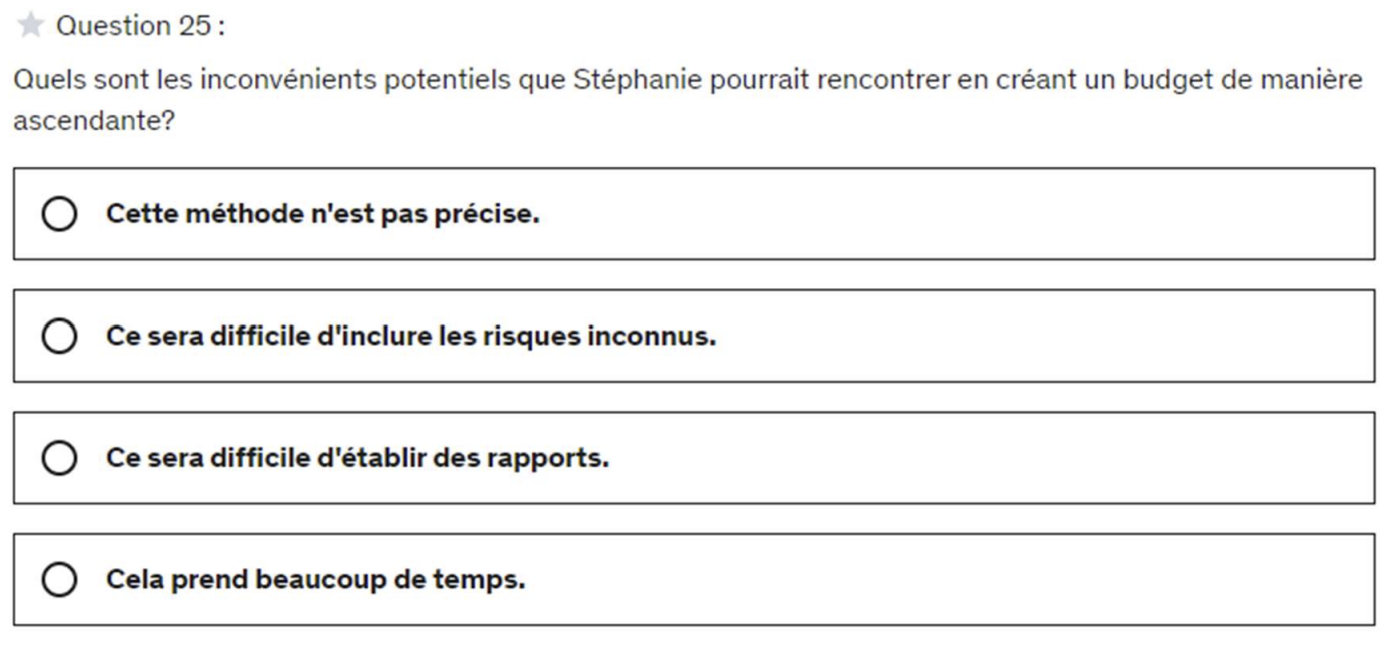 Question 25 :
Quels sont les inconvénients potentiels que Stéphanie pourrait rencontrer en créant un budget de manière
ascendante?
Cette méthode n'est pas précise.
Ce sera difficile d'inclure les risques inconnus.
Ce sera difficile d'établir des rapports.
Cela prend beaucoup de temps.